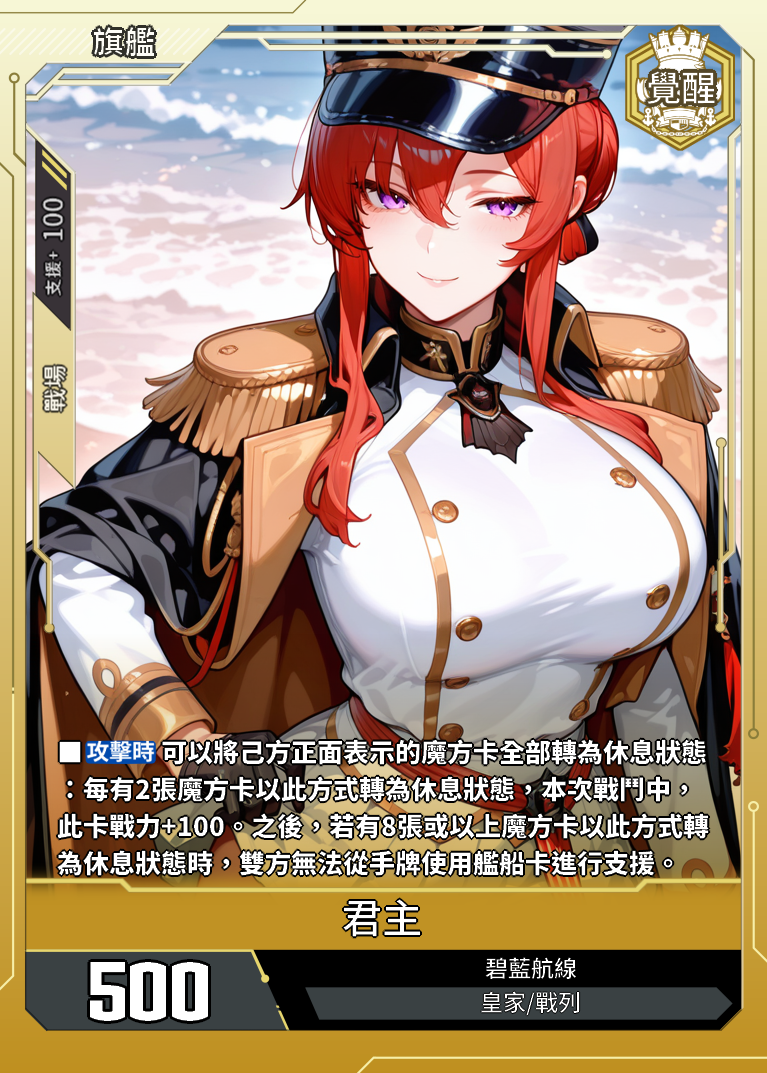 旗艦
覺醒
支援+ 100
戰場
■ 攻擊時 可以將己方正面表示的魔方卡全部轉為休息狀態
：每有2張魔方卡以此方式轉為休息狀態，本次戰鬥中，
此卡戰力+100。之後，若有8張或以上魔方卡以此方式轉
為休息狀態時，雙方無法從手牌使用艦船卡進行支援。
君主
500
碧藍航線
皇家/戰列